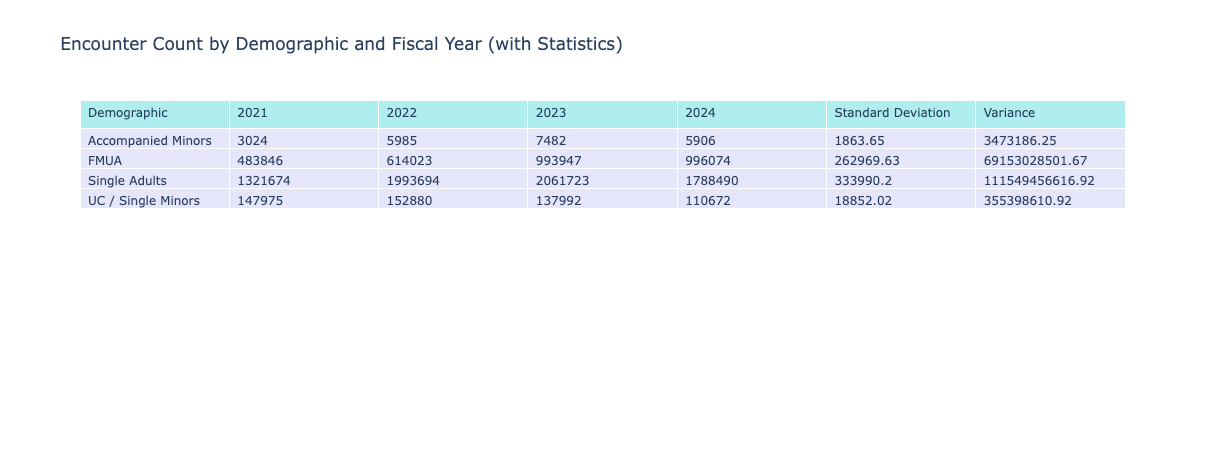 Encounter Count by Demographic and Fiscal Year (with Statistics)
Demographic 2021 2022 2023 2024 Standard Deviation Variance
Accompanied Minors 3024 5985 7482 5906 1863.65 3473186.25
FMUA 483846 614023 993947 996074 262969.63 69153028501.67
Single Adults 1321674 1993694 2061723 1788490 333990.2 111549456616.92
UC / Single Minors 147975 152880 137992 110672 18852.02 355398610.92